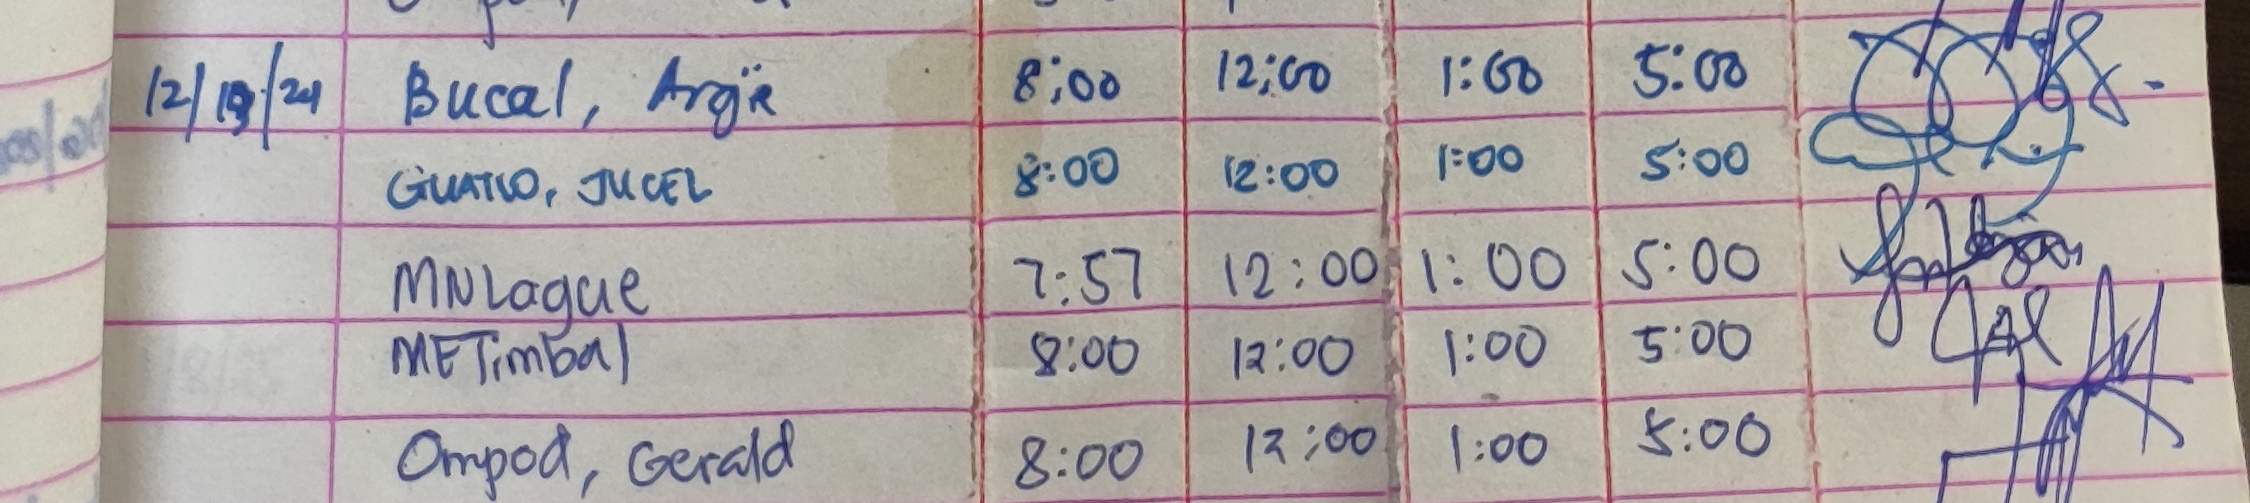 12/19/24 Bucal, Argie 8:00 12:00 1:00 5:00
JUCEL 8:00 12:00 1:00 5:00
MNLague 7:57 12:00 1:00 5:00
METimbal 8:00 12:00 1:00 5:00
Ompod, Gerald 8:00 12:00 1:00 5:00